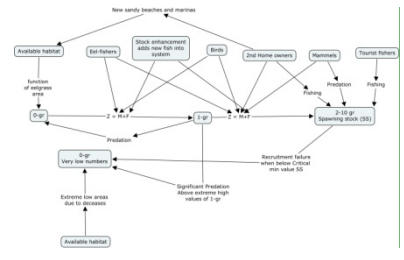 New sandy beaches and marinas
Available habitat
Eel-fishers
Stock enhancement
adds new fish into
system
Birds
2nd Home owners
Mammels
Tourist fishers
function
of eelgrass
area
Fishing
Predation
Fishing
0-gr
Z = M+F
1-gr
Z = M+F
2-10 gr
Spawning stock (SS)
Predation
0-gr
Very low numbers
Recruitment failure
when below Critical
min value SS
Extreme low areas
due to deceases
Significant Predation
Above extreme high
values of 1-gr
Available habitat